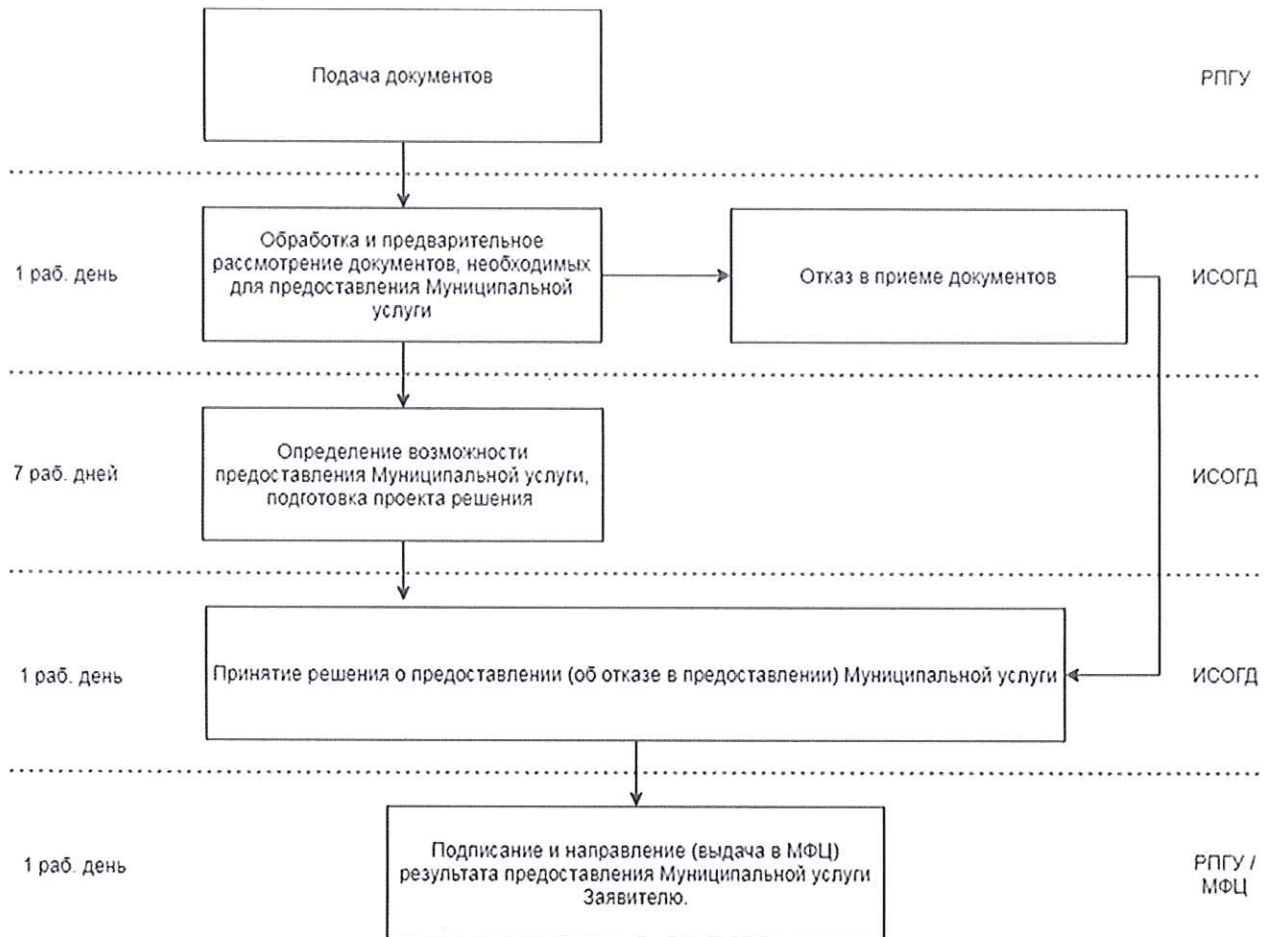 Подача документов
РПГУ
1 раб. день
Обработка и предварительное
рассмотрение документов, необходимых
для предоставления Муниципальной
услуги
Отказ в приеме документов
ИСОГД
7 раб. дней
Определение возможности
предоставления Муниципальной услуги,
подготовка проекта решения
ИСОГД
1 раб. день
Принятие решения о предоставлении (об отказе в предоставлении) Муниципальной услуги
ИСОГД
1 раб. день
Подписание и направление (выдача в МФЦ)
результата предоставления Муниципальной услуги
Заявителю.
РПГУ /
МФЦ